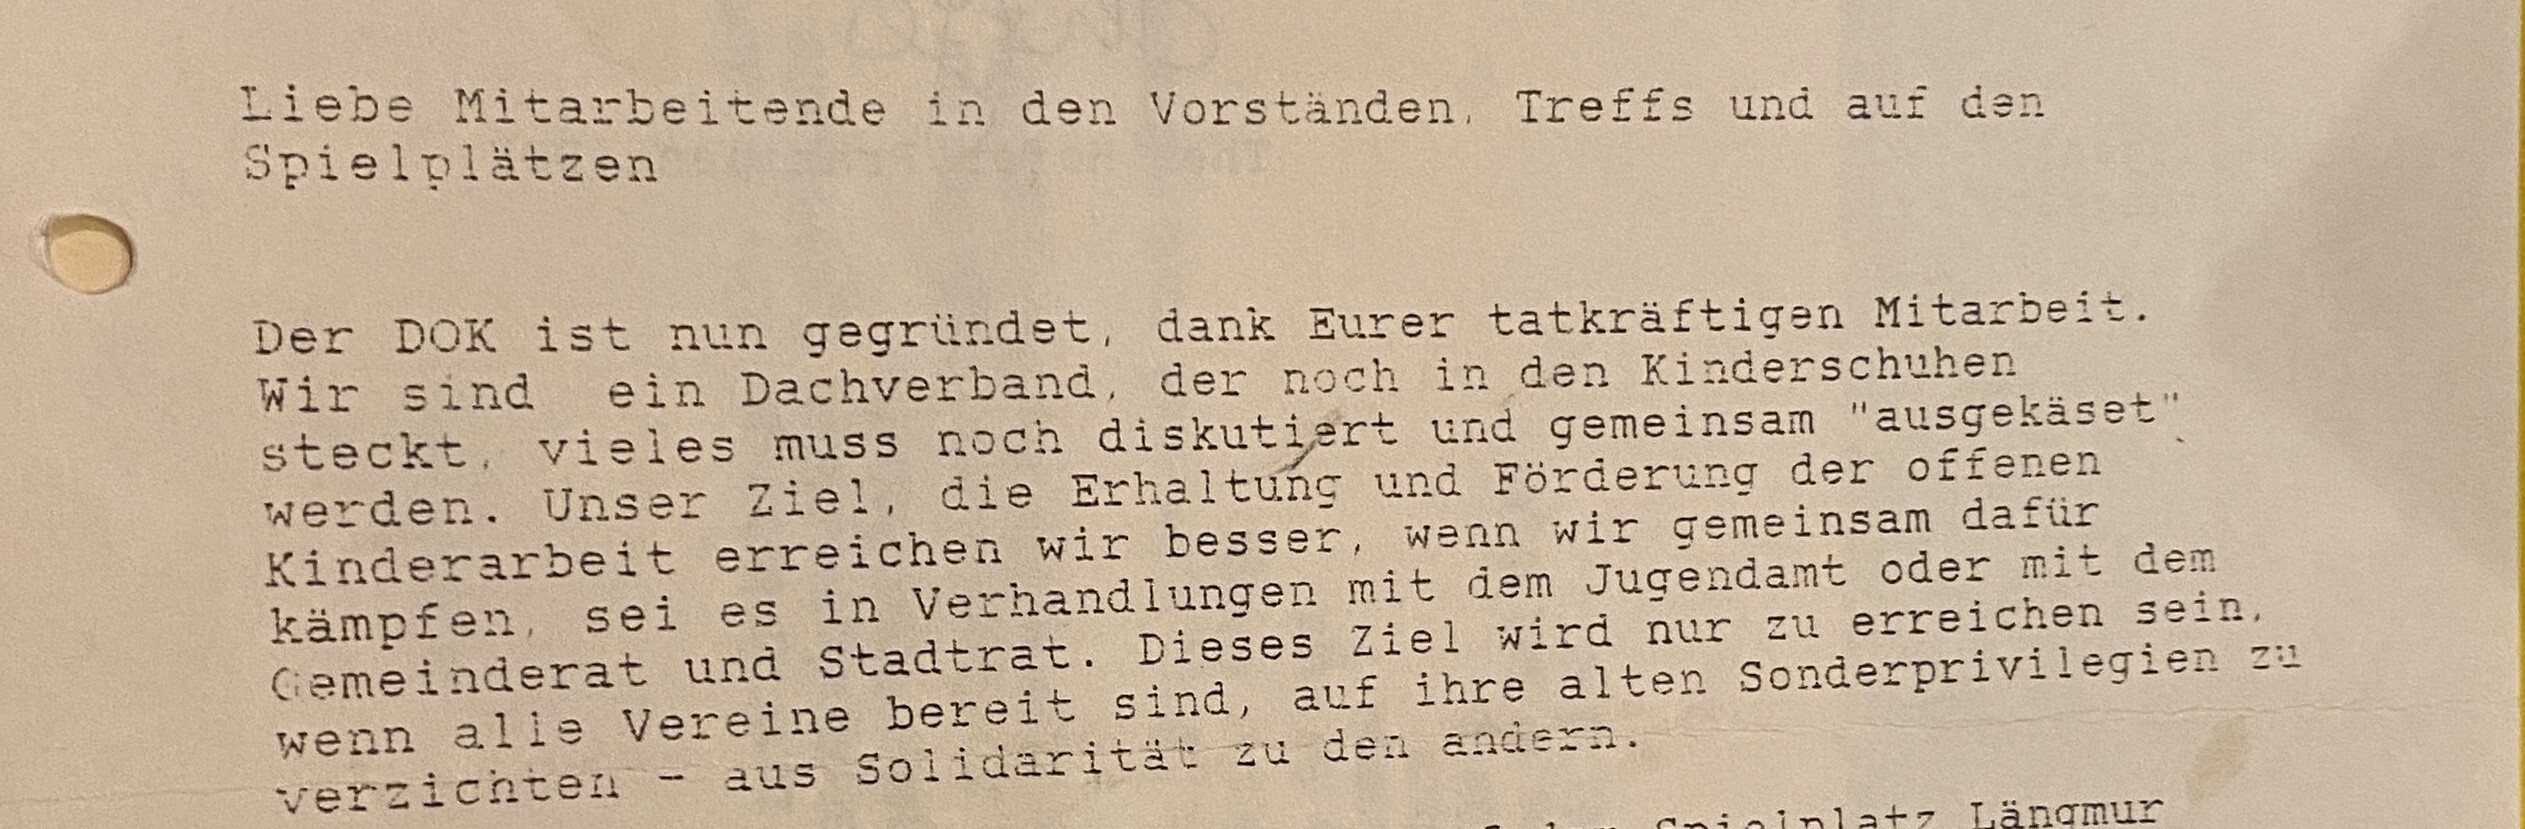 Liebe Mitarbeitende in den Vorständen, Treffs und auf den
Spielplätzen
Der DOK ist nun gegründet, dank Eurer tatkräftigen Mitarbeit.
Wir sind ein Dachverband, der noch in den Kinderschuhen
steckt, vieles muss noch diskutiert und gemeinsam "ausgekäset"
werden. Unser Ziel, die Erhaltung und Förderung der offenen
Kinderarbeit erreichen wir besser, wenn wir gemeinsam dafür
kämpfen, sei es in Verhandlungen mit dem Jugendamt oder mit dem
Gemeinderat und Stadtrat. Dieses Ziel wird nur zu erreichen sein,
wenn alle Vereine bereit sind, auf ihre alten Sonderprivilegien zu
verzichten - aus Solidarität zu den andern.
Spielplatz Längmur